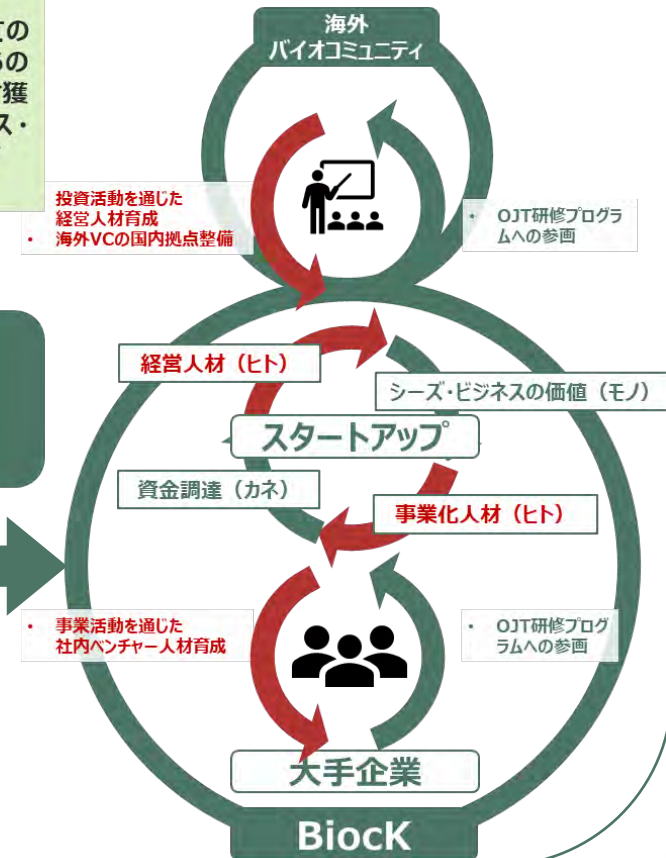 海外
バイオコミュニティ
投資活動を通じた
経営人材育成
• 海外VCの国内拠点整備
• OJT研修プログラ
ムへの参画
経営人材（ヒト）
シーズ・ビジネスの価値（モノ）
スタートアップ
資金調達（カネ）
事業化人材（ヒト）
• 事業活動を通じた
社内ベンチャー人材育成
• OJT研修プログ
ラムへの参画
大手企業
BiocK